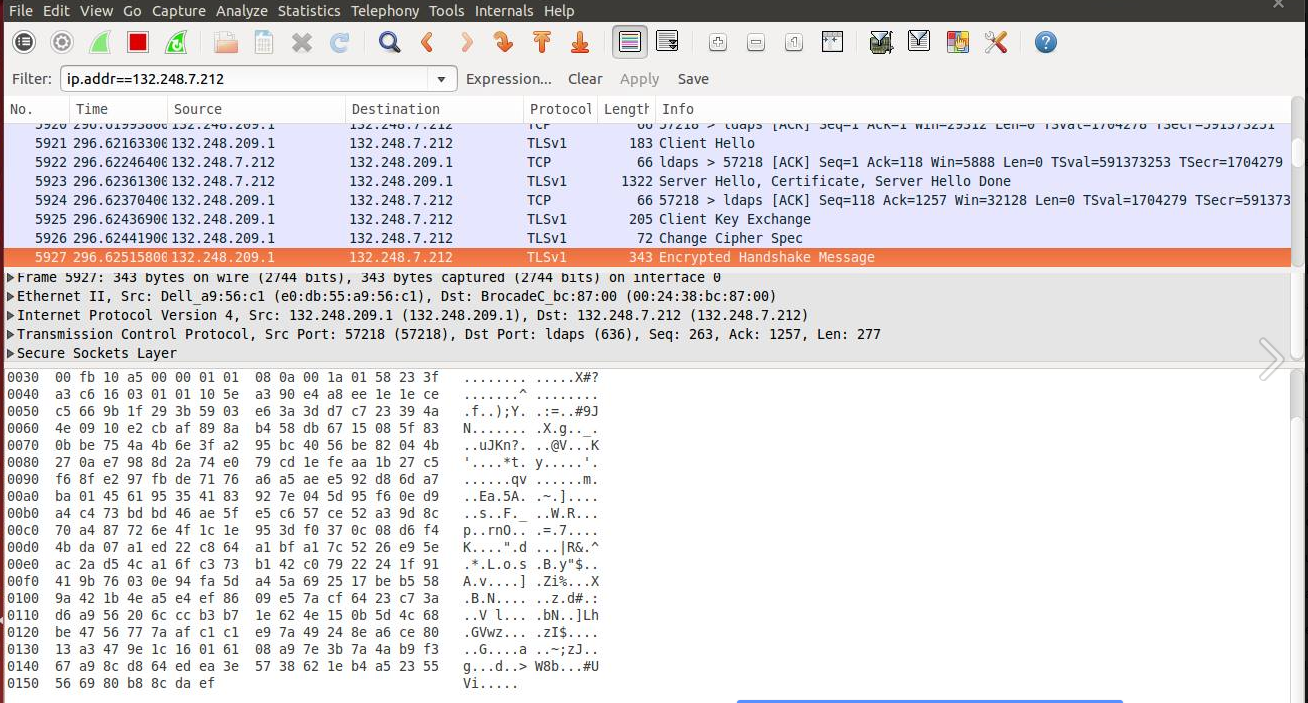 File Edit View Go Capture Analyze Statistics Telephony Tools Internals Help
Filter: ip.addr==132.248.7.212 Expression... Clear Apply Save
No. Time Source Destination Protocol Length Info
5920 296.61993800 132.248.209.1 132.248.7.212 TCP 66 57218 > ldaps [ACK] Seq=1 Ack=1 Win=29312 Len=0 TSval=1704278 TSecr=591373251
5921 296.62163300 132.248.209.1 132.248.7.212 TLSv1 183 Client Hello
5922 296.62246400 132.248.7.212 132.248.209.1 TCP 66 ldaps > 57218 [ACK] Seq=1 Ack=118 Win=5888 Len=0 TSval=591373253 TSecr=1704279
5923 296.62361300 132.248.7.212 132.248.209.1 TLSv1 1322 Server Hello, Certificate, Server Hello Done
5924 296.62370400 132.248.209.1 132.248.7.212 TCP 66 57218 > ldaps [ACK] Seq=118 Ack=1257 Win=32128 Len=0 TSval=1704279 TSecr=591373
5925 296.62436900 132.248.209.1 132.248.7.212 TLSv1 205 Client Key Exchange
5926 296.62441900 132.248.209.1 132.248.7.212 TLSv1 72 Change Cipher Spec
5927 296.62515800 132.248.209.1 132.248.7.212 TLSv1 343 Encrypted Handshake Message
Frame 5927: 343 bytes on wire (2744 bits), 343 bytes captured (2744 bits) on interface 0
Ethernet II, Src: Dell_a9:56:c1 (e0:db:55:a9:56:c1), Dst: BrocadeC_bc:87:00 (00:24:38:bc:87:00)
Internet Protocol Version 4, Src: 132.248.209.1 (132.248.209.1), Dst: 132.248.7.212 (132.248.7.212)
Transmission Control Protocol, Src Port: 57218 (57218), Dst Port: ldaps (636), Seq: 263, Ack: 1257, Len: 277
Secure Sockets Layer
0030 00 fb 10 a5 00 00 01 01 08 0a 00 1a 01 58 23 3f ........ .....X#?
0040 a3 c6 16 03 01 01 10 5e a3 90 e4 a8 ee 1e 1e ce .......^ ........
0050 c5 66 9b 1f 29 3b 59 03 e6 3a 3d d7 c7 23 39 4a .f..);Y. .:=..#9J
0060 4e 09 10 e2 cb af 89 8a b4 58 db 67 15 08 5f 83 N....... .X.g.._.
0070 0b be 75 4a 4b 6e 3f a2 95 bc 40 56 be 82 04 4b ..uJKn?. ..@V...K
0080 27 0a e7 98 8d 2a 74 e0 79 cd 1e fe aa 1b 27 c5 '....*t. y.....'.
0090 f6 8f e2 97 fb de 71 76 a6 a5 ae e5 92 d8 6d a7 ......qv ......m.
00a0 ba 01 45 61 95 35 41 83 92 7e 04 5d 95 f6 0e d9 ..Ea.5A. .~.]....
00b0 a4 c4 73 bd bd 46 ae 5f e5 c6 57 ce 52 a3 9d 8c ..s..F._ ..W.R...
00c0 70 a4 87 72 6e 4f 1c 1e 95 3d f0 37 0c 08 d6 f4 p..rnO.. .=.7....
00d0 4b da 07 a1 ed 22 c8 64 a1 bf a1 7c 52 26 e9 5e K....".d ...|R&.^
00e0 ac 2a d5 4c a1 6f c3 73 b1 42 c0 79 22 24 1f 91 .*.L.o.s .B.y"$..
00f0 41 9b 76 03 0e 94 fa 5d a4 5a 69 25 17 be b5 58 A.v....] .Zi%...X
0100 9a 42 1b 4e a5 e4 ef 86 09 e5 7a cf 64 23 c7 3a .B.N.... ..z.d#.:
0110 d6 a9 56 20 6c cc b3 b7 1e 62 4e 15 0b 5d 4c 68 ..V l... .bN..]Lh
0120 be 47 56 77 7a af c1 c1 e9 7a 49 24 8e a6 ce 80 .GVwz... .zI$....
0130 13 a3 47 9e 1c 16 01 61 08 a9 7e 3b 7a 4a b9 f3 ..G....a ..~;zJ..
0140 67 a9 8c d8 64 ed ea 3e 57 38 62 1e b4 a5 23 55 g...d..> W8b...#U
0150 56 69 80 b8 8c da ef Vi.....